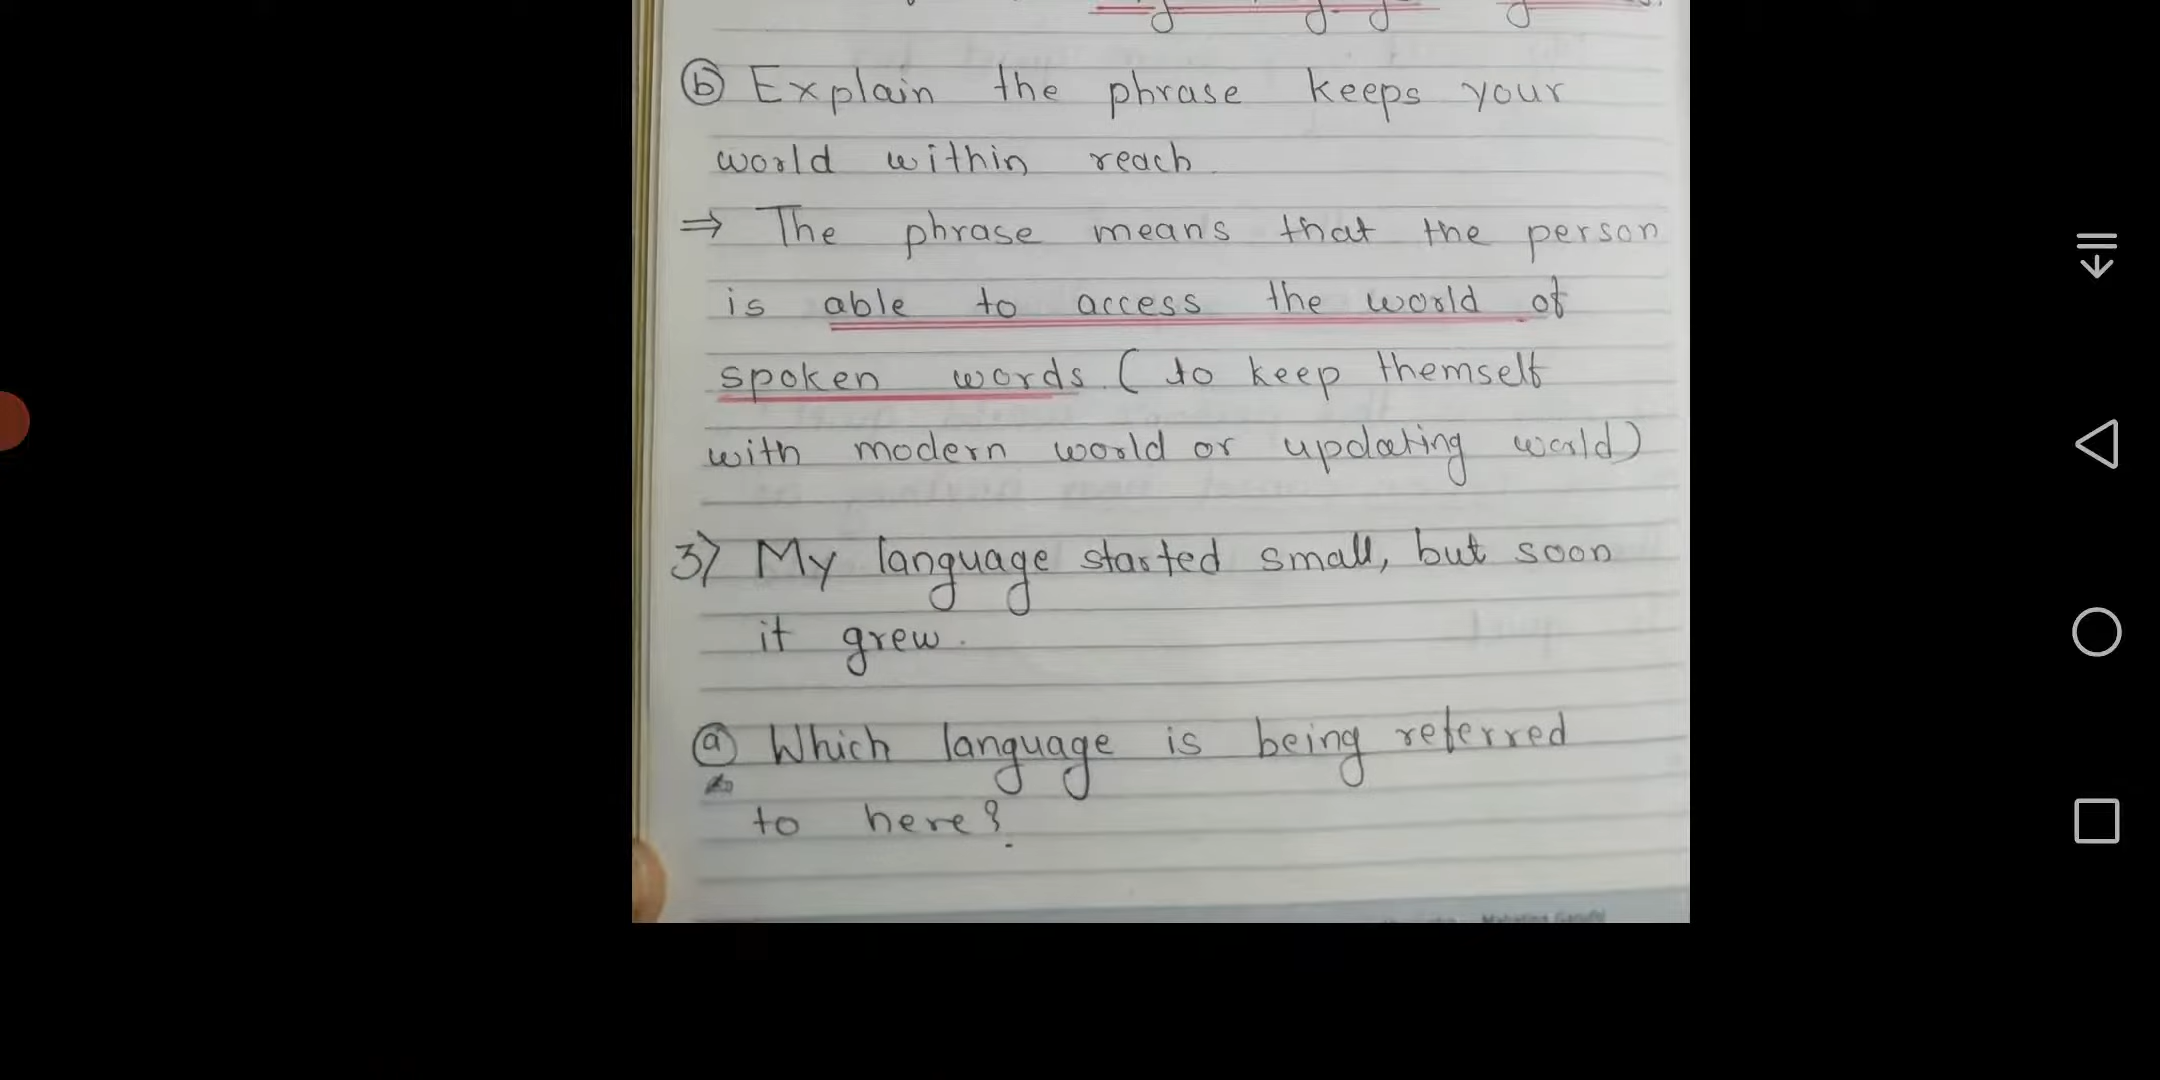 ⓑ Explain the phrase keeps your
world within reach.
⇒ The phrase means that the person
is able to access the world of
spoken words. ( to keep themself
with modern world or updating world)
3) My language started small, but soon
it grew.
ⓐ Which language is being referred
to here?